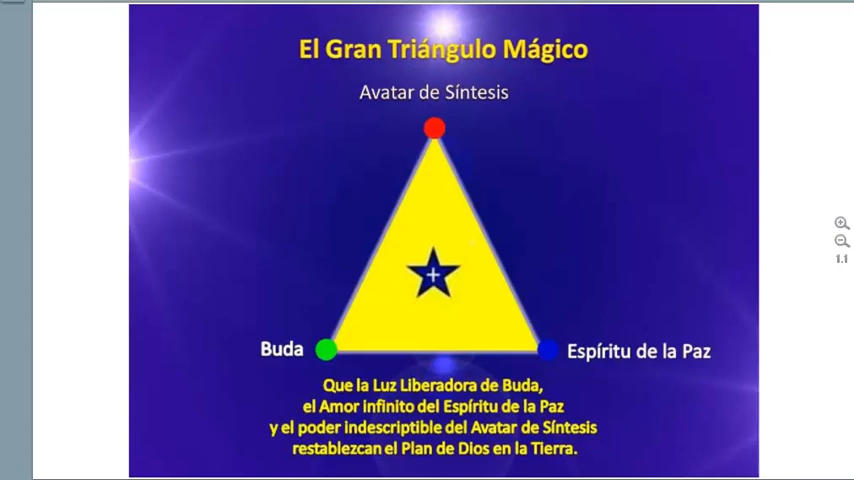 El Gran Triángulo Mágico
Avatar de Síntesis
Buda
Espíritu de la Paz
Que la Luz Liberadora de Buda,
el Amor infinito del Espíritu de la Paz
y el poder indescriptible del Avatar de Síntesis
restablezcan el Plan de Dios en la Tierra.
1.1